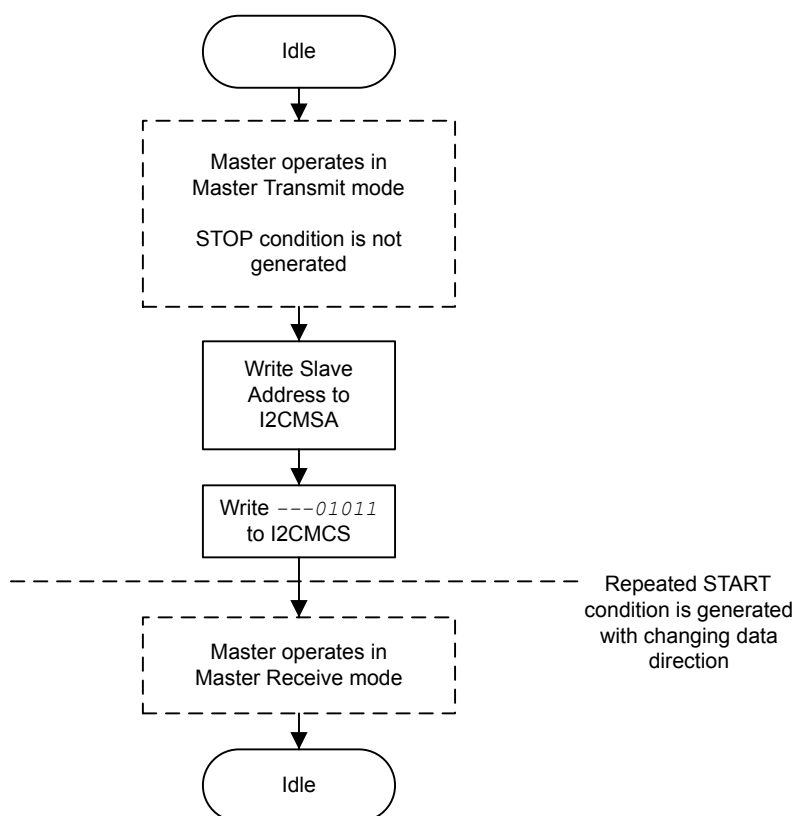 Idle
Master operates in
Master Transmit mode
STOP condition is not
generated
Write Slave
Address to
I2CMSA
Write ---01011
to I2CMCS
Repeated START
condition is generated
with changing data
direction
Master operates in
Master Receive mode
Idle